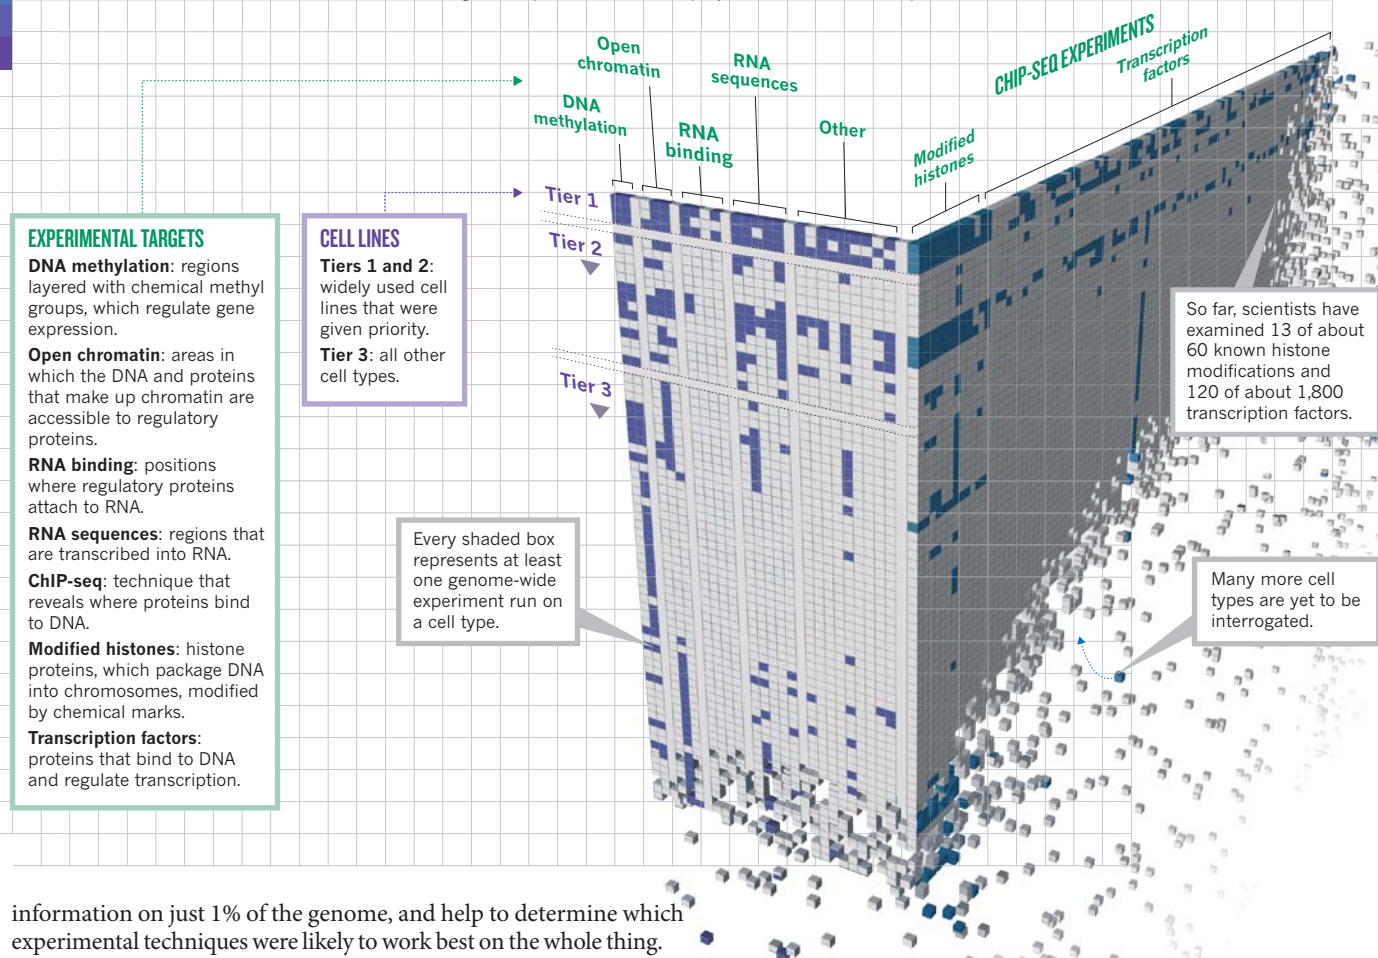 Open
chromatin
DNA
methylation
RNA
binding
RNA
sequences
Other
Modified
histones
CHIP-SEQ EXPERIMENTS
Transcription
factors
Tier 1
Tier 2
Tier 3
EXPERIMENTAL TARGETS
DNA methylation: regions
layered with chemical methyl
groups, which regulate gene
expression.
Open chromatin: areas in
which the DNA and proteins
that make up chromatin are
accessible to regulatory
proteins.
RNA binding: positions
where regulatory proteins
attach to RNA.
RNA sequences: regions that
are transcribed into RNA.
ChIP-seq: technique that
reveals where proteins bind
to DNA.
Modified histones: histone
proteins, which package DNA
into chromosomes, modified
by chemical marks.
Transcription factors:
proteins that bind to DNA
and regulate transcription.
CELL LINES
Tiers 1 and 2:
widely used cell
lines that were
given priority.
Tier 3: all other
cell types.
Every shaded box
represents at least
one genome-wide
experiment run on
a cell type.
So far, scientists have
examined 13 of about
60 known histone
modifications and
120 of about 1,800
transcription factors.
Many more cell
types are yet to be
interrogated.
information on just 1% of the genome, and help to determine which
experimental techniques were likely to work best on the whole thing.